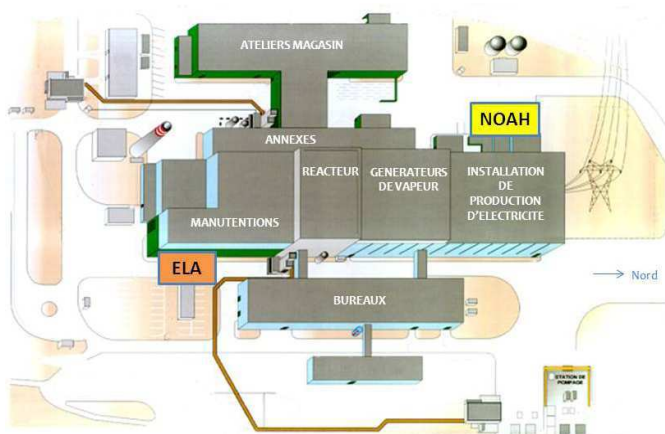 ATELIERS MAGASIN
NOAH
ANNEXES
REACTEUR
GENERATEURS
DE VAPEUR
INSTALLATION
DE
PRODUCTION
D'ELECTRICITE
MANUTENTIONS
ELA
Nord
BUREAUX
STATION DE
POMPAGE